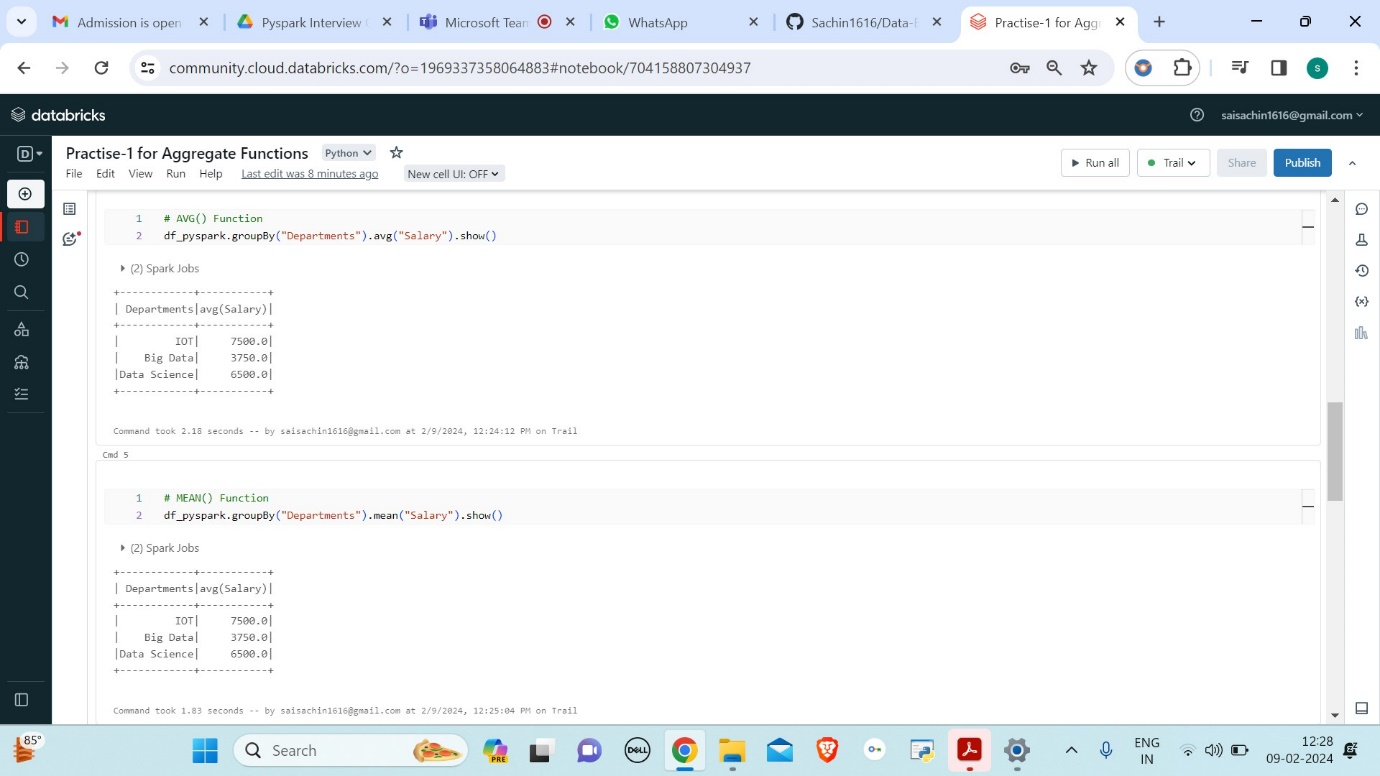 Admission is open
Pyspark Interview
Microsoft Team
WhatsApp
Sachin1616/Data-E
Practise-1 for Agg
community.cloud.databricks.com/?o=1969337358064883#notebook/704158807304937
s
databricks
saisachin1616@gmail.com
D
Practise-1 for Aggregate Functions Python
File Edit View Run Help Last edit was 8 minutes ago New cell UI: OFF
Run all Trail Share Publish
1 # AVG() Function
2 df_pyspark.groupBy("Departments").avg("Salary").show()
(2) Spark Jobs
+------------+-----------+
| Departments|avg(Salary)|
+------------+-----------+
|         IOT|     7500.0|
|    Big Data|     3750.0|
|Data Science|     6500.0|
+------------+-----------+
Command took 2.18 seconds -- by saisachin1616@gmail.com at 2/9/2024, 12:24:12 PM on Trail
Cmd 5
1 # MEAN() Function
2 df_pyspark.groupBy("Departments").mean("Salary").show()
(2) Spark Jobs
+------------+-----------+
| Departments|avg(Salary)|
+------------+-----------+
|         IOT|     7500.0|
|    Big Data|     3750.0|
|Data Science|     6500.0|
+------------+-----------+
Command took 1.83 seconds -- by saisachin1616@gmail.com at 2/9/2024, 12:25:04 PM on Trail
85°
Search
PRE
DELL
ENG
IN
12:28
09-02-2024